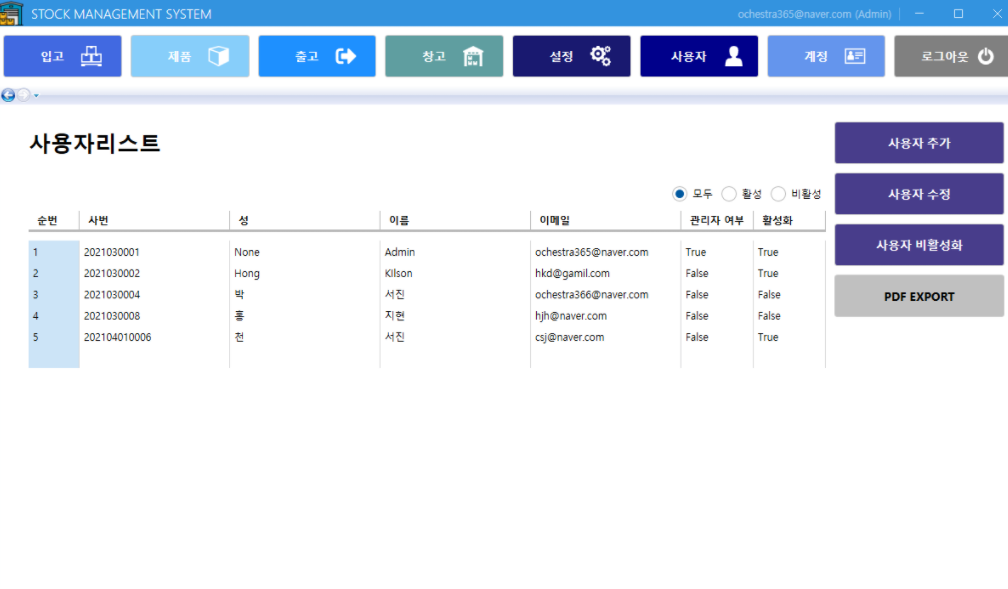 STOCK MANAGEMENT SYSTEM ochestra365@naver.com (Admin)
입고 제품 출고 창고 설정 사용자 계정 로그아웃
사용자리스트
모두 활성 비활성
순번 사번 성 이름 이메일 관리자 여부 활성화
1 2021030001 None Admin ochestra365@naver.com True True
2 2021030002 Hong KIlson hkd@gamil.com False True
3 2021030004 박 서진 ochestra366@naver.com False False
4 2021030008 홍 지현 hjh@naver.com False False
5 202104010006 천 서진 csj@naver.com False True
사용자 추가
사용자 수정
사용자 비활성화
PDF EXPORT